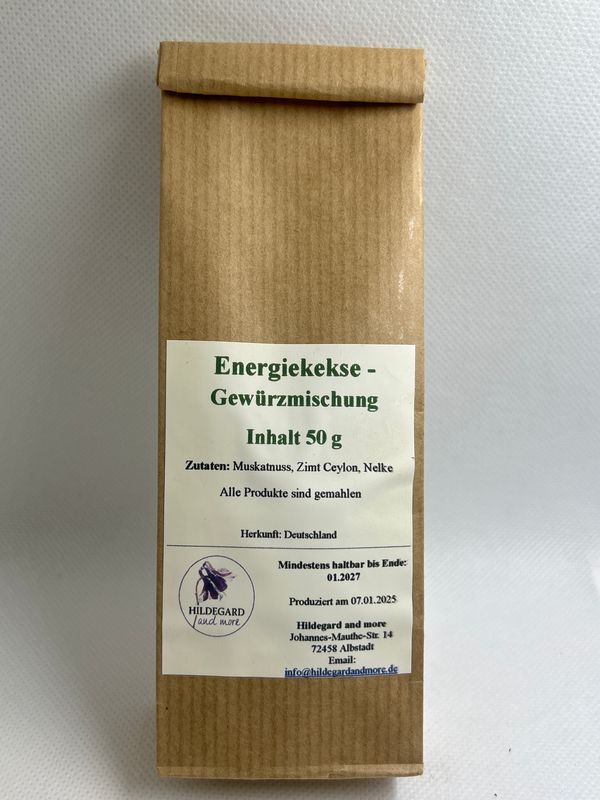 Energiekekse -
Gewürzmischung
Inhalt 50 g
Zutaten: Muskatnuss, Zimt Ceylon, Nelke
Alle Produkte sind gemahlen
Herkunft: Deutschland
HILDEGARD
and more
Mindestens haltbar bis Ende:
01.2027
Produziert am 07.01.2025
Hildegard and more
Johannes-Mauthe-Str. 14
72458 Albstadt
Email:
info@hildegardandmore.de